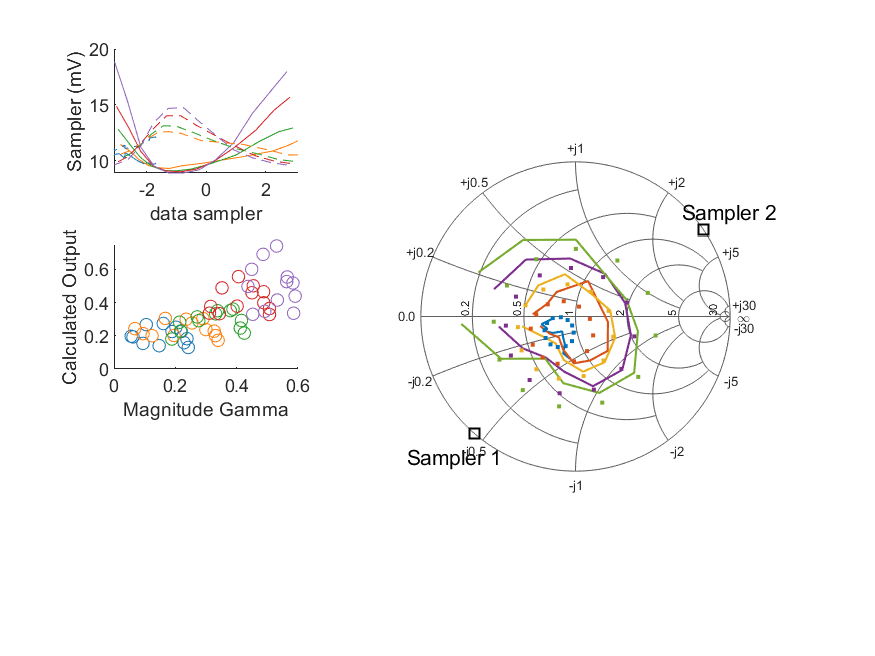 20
15
10
Sampler (mV)
-2 0 2
data sampler
0.6
0.4
0.2
0
Calculated Output
0 0.2 0.4 0.6
Magnitude Gamma
+j1
+j0.5
+j2
Sampler 2
+j0.2
+j5
0.0
0.2
0.5
1
2
5
30
+j30
∞
-j30
-j0.2
-j5
-j0.5
Sampler 1
-j2
-j1